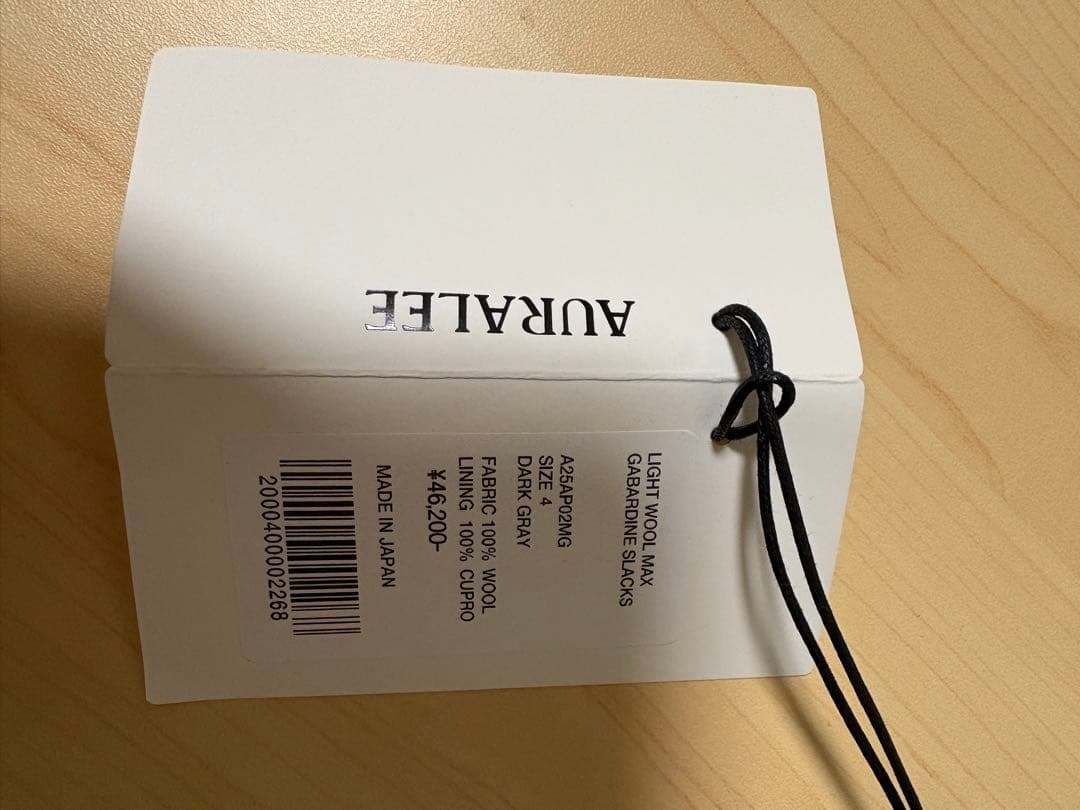 AURALEE
LIGHT WOOL MAX
GABARDINE SLACKS
A25AP02MG
SIZE 4
DARK GRAY
FABRIC 100% WOOL
LINING 100% CUPRO
¥46,200-
MADE IN JAPAN
2000400002268